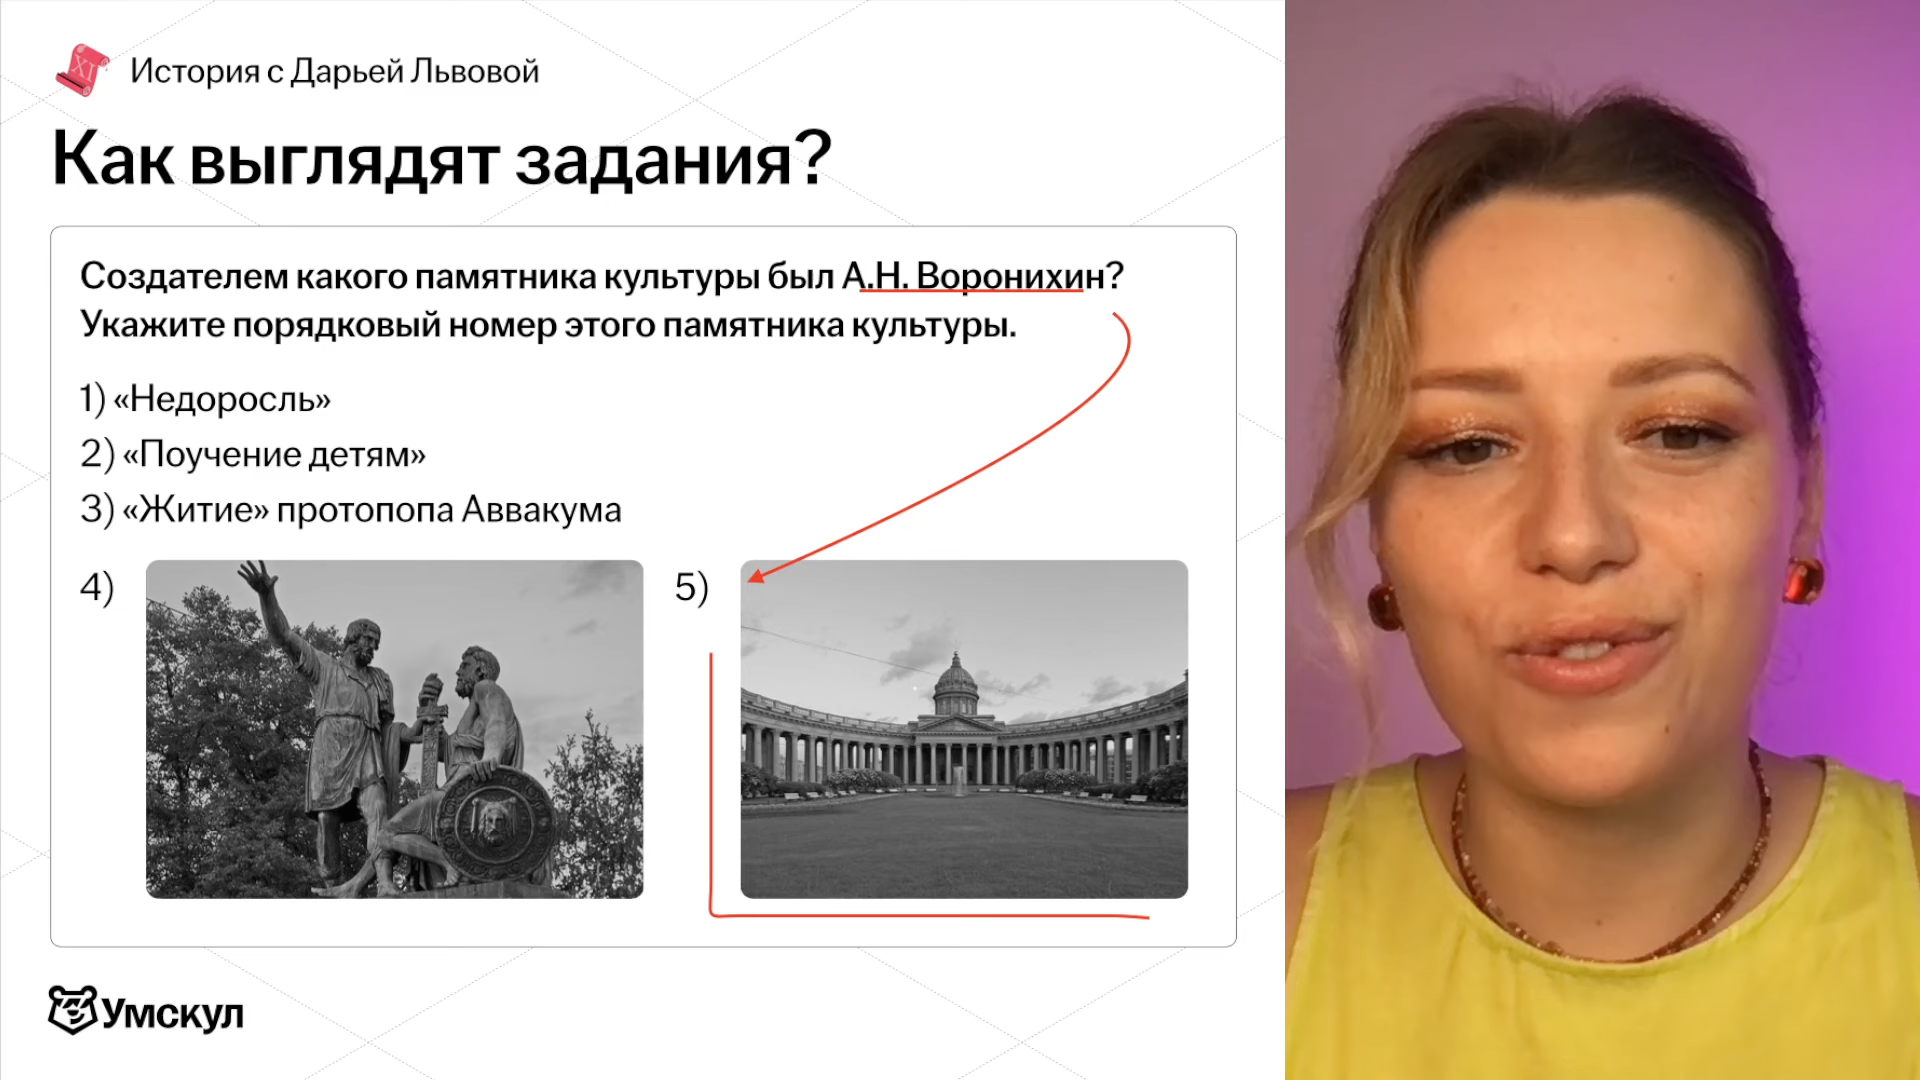 История с Дарьей Львовой
Как выглядят задания?
Создателем какого памятника культуры был А.Н. Воронихин?
Укажите порядковый номер этого памятника культуры.
1) «Недоросль»
2) «Поучение детям»
3) «Житие» протопопа Аввакума
4)
5)
Умскул